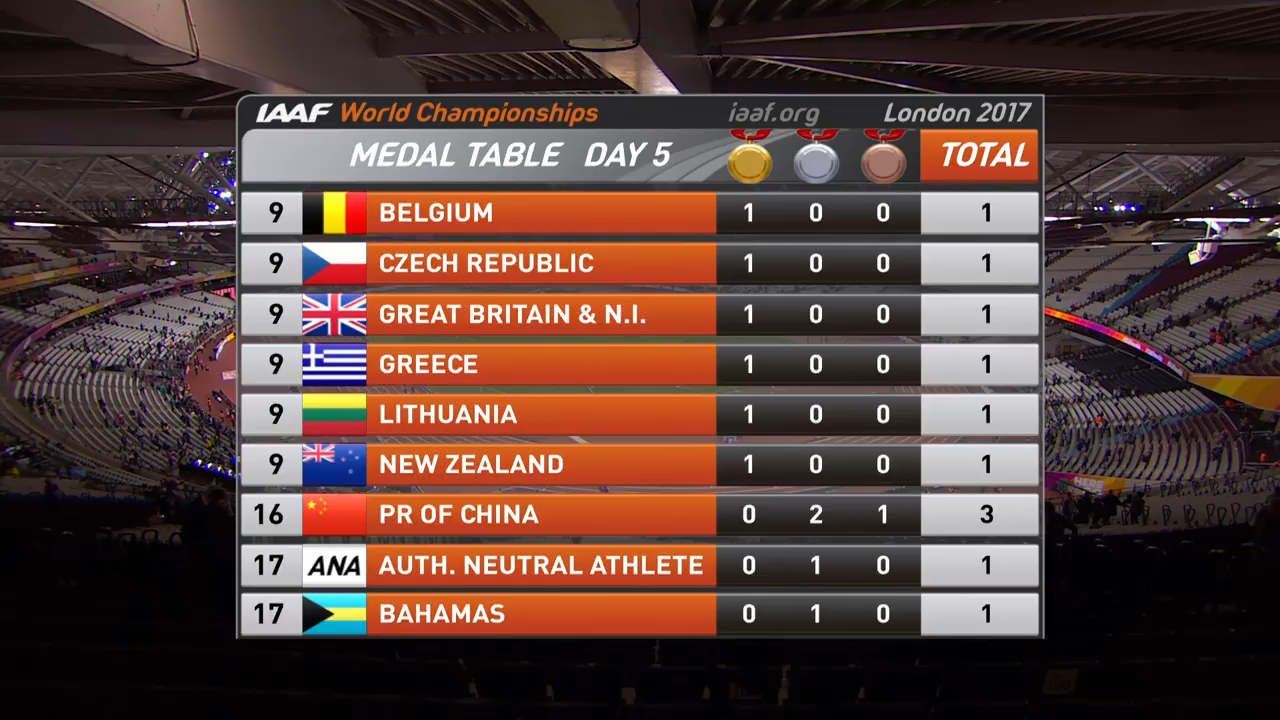 IAAF World Championships iaaf.org London 2017
MEDAL TABLE DAY 5 TOTAL
9 BELGIUM 1 0 0 1
9 CZECH REPUBLIC 1 0 0 1
9 GREAT BRITAIN & N.I. 1 0 0 1
9 GREECE 1 0 0 1
9 LITHUANIA 1 0 0 1
9 NEW ZEALAND 1 0 0 1
16 PR OF CHINA 0 2 1 3
17 ANA AUTH. NEUTRAL ATHLETE 0 1 0 1
17 BAHAMAS 0 1 0 1